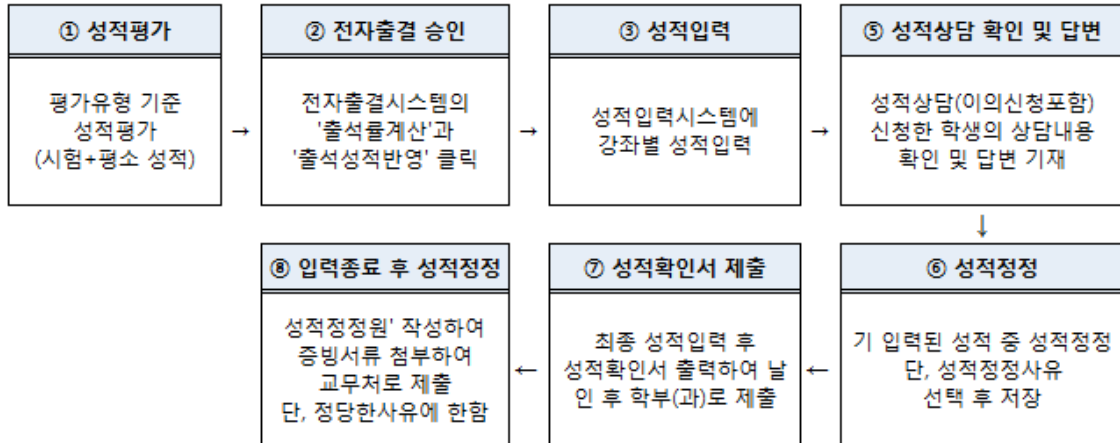 ① 성적평가
평가유형 기준
성적평가
(시험+평소 성적)
→
② 전자출결 승인
전자출결시스템의
'출석률계산'과
'출석성적반영' 클릭
→
③ 성적입력
성적입력시스템에
강좌별 성적입력
→
⑤ 성적상담 확인 및 답변
성적상담(이의신청포함)
신청한 학생의 상담내용
확인 및 답변 기재
↓
⑥ 성적정정
기 입력된 성적 중 성적정정
단, 성적정정사유
선택 후 저장
←
⑦ 성적확인서 제출
최종 성적입력 후
성적확인서 출력하여 날
인 후 학부(과)로 제출
←
⑧ 입력종료 후 성적정정
성적정정원' 작성하여
증빙서류 첨부하여
교무처로 제출
단, 정당한사유에 한함